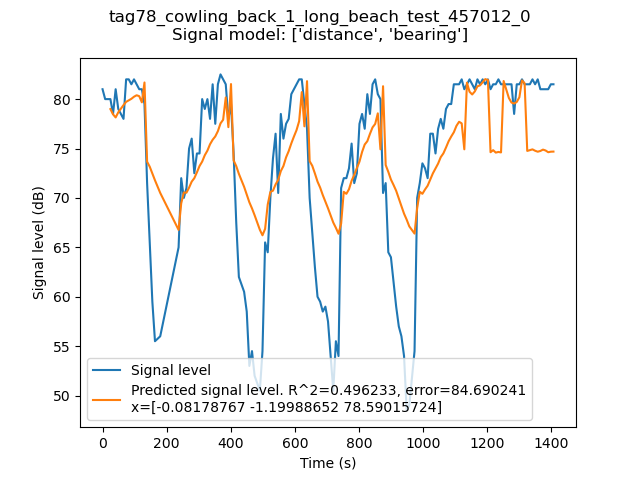 tag78_cowling_back_1_long_beach_test_457012_0
Signal model: ['distance', 'bearing']
80
75
70
65
60
55
50
Signal level (dB)
Signal level
Predicted signal level. R^2=0.496233, error=84.690241
x=[-0.08178767 -1.19988652 78.59015724]
0 200 400 600 800 1000 1200 1400
Time (s)